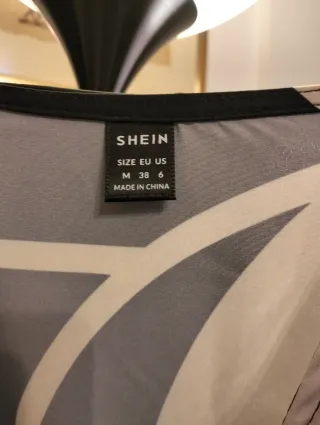 SHEIN
SIZE EU US
M 38 6
MADE IN CHINA